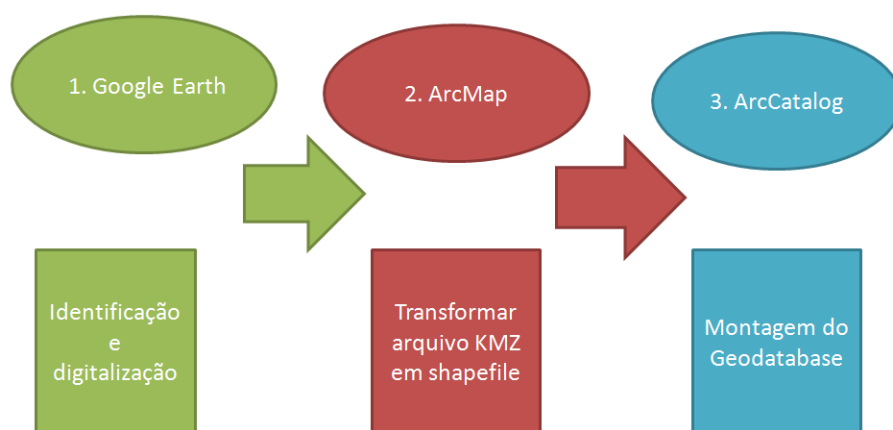 1. Google Earth
2. ArcMap
3. ArcCatalog
Identificação
e
digitalização
Transformar
arquivo KMZ
em shapefile
Montagem do
Geodatabase